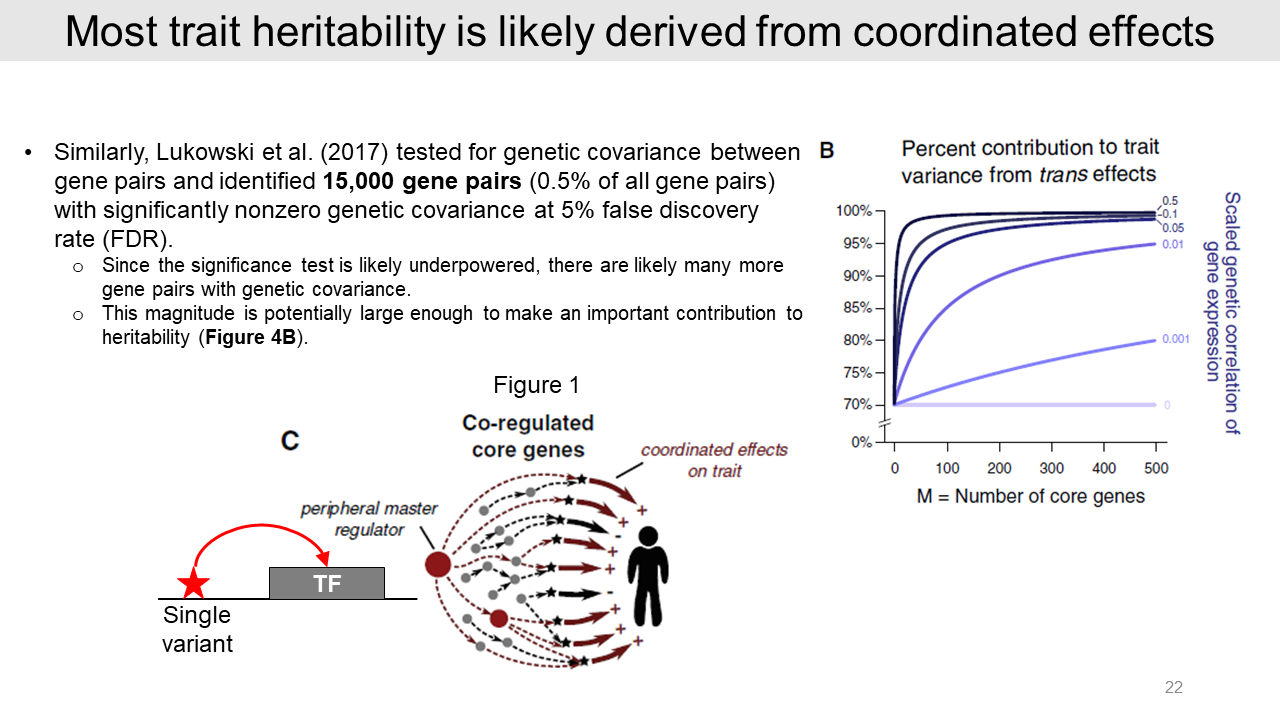 Most trait heritability is likely derived from coordinated effects
• Similarly, Lukowski et al. (2017) tested for genetic covariance between
gene pairs and identified 15,000 gene pairs (0.5% of all gene pairs)
with significantly nonzero genetic covariance at 5% false discovery
rate (FDR).
o Since the significance test is likely underpowered, there are likely many more
gene pairs with genetic covariance.
o This magnitude is potentially large enough to make an important contribution to
heritability (Figure 4B).
Figure 1
C
Co-regulated
core genes
coordinated effects
on trait
peripheral master
regulator
+
+
-
+
+
-
+
+
+
TF
Single
variant
B
Percent contribution to trait
variance from trans effects
100%
95%
90%
85%
80%
75%
70%
0%
0.5
0.1
0.05
0.01
0.001
0
0 100 200 300 400 500
M = Number of core genes
Scaled genetic correlation of
gene expression
22